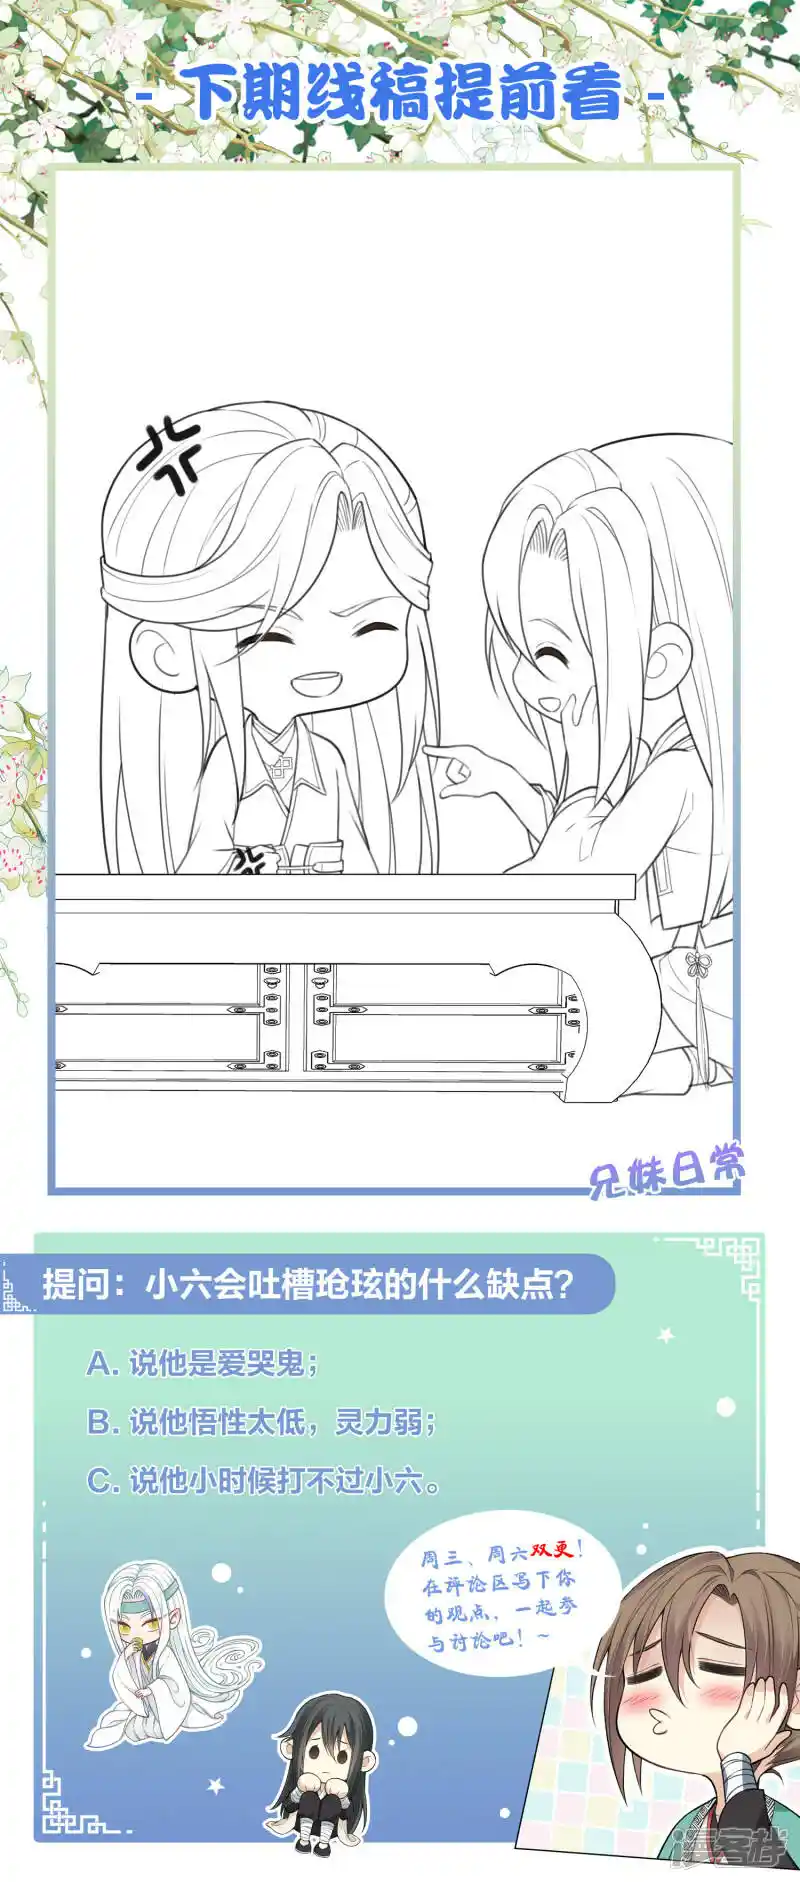 - 下期线稿提前看 -
兄妹日常
提问：小六会吐槽玱玹的什么缺点？
A. 说他是爱哭鬼；
B. 说他悟性太低，灵力弱；
C. 说他小时候打不过小六。
周三、周六双更！
在评论区写下你
的观点，一起参
与讨论吧！~
漫客栈